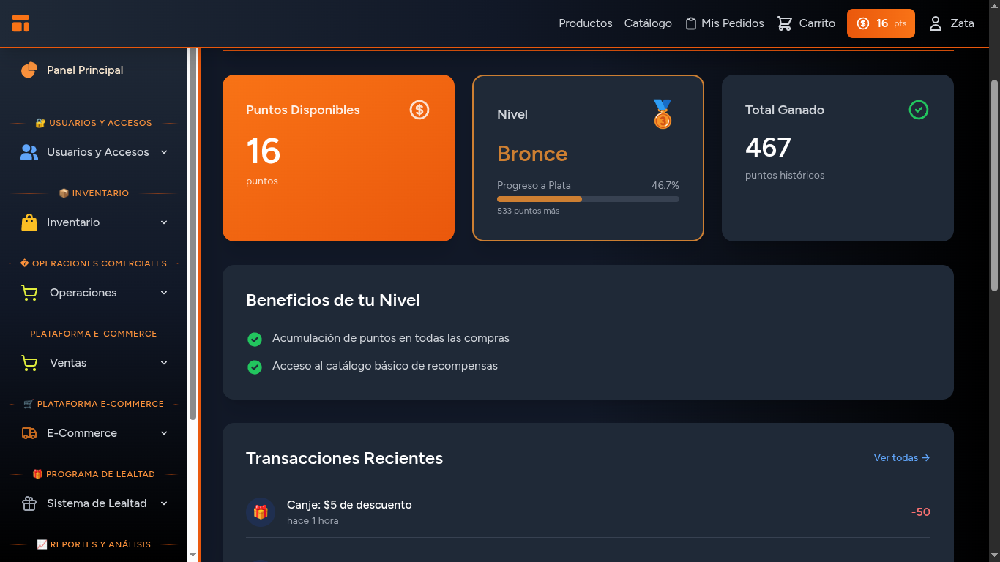 Productos
Catálogo
Mis Pedidos
Carrito
16 pts
Zata
Panel Principal
🔐 USUARIOS Y ACCESOS
Usuarios y Accesos
📦 INVENTARIO
Inventario
� OPERACIONES COMERCIALES
Operaciones
PLATAFORMA E-COMMERCE
Ventas
🛒 PLATAFORMA E-COMMERCE
E-Commerce
🎁 PROGRAMA DE LEALTAD
Sistema de Lealtad
📈 REPORTES Y ANÁLISIS
Puntos Disponibles
16
puntos
Nivel
Bronce
Progreso a Plata 46.7%
533 puntos más
Total Ganado
467
puntos históricos
Beneficios de tu Nivel
Acumulación de puntos en todas las compras
Acceso al catálogo básico de recompensas
Transacciones Recientes
Ver todas →
Canje: $5 de descuento
hace 1 hora
-50